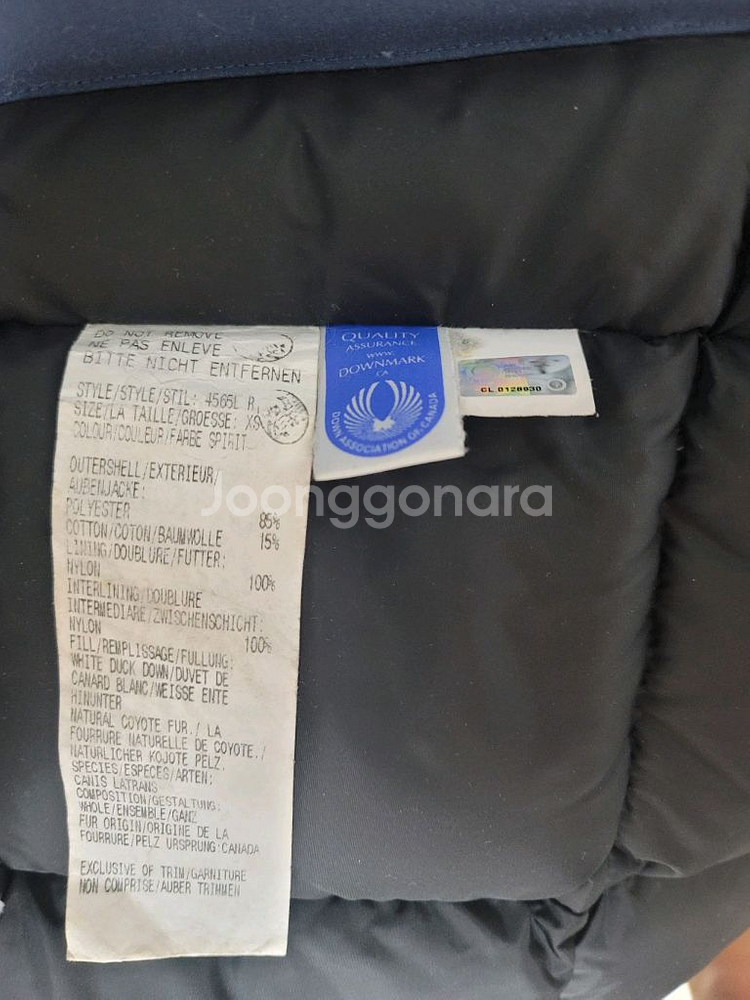 DO NOT REMOVE
NE PAS ENLEVE
BITTE NICHT ENTFERNEN
STYLE/STYLE/STIL: 4565L R
SIZE/LA TAILLE/GROESSE: XS
COLOUR/COULEUR/FARBE SPIRIT
OUTERSHELL/EXTERIEUR/
AUBENJACKE:
POLYESTER 85%
COTTON/COTON/BAUMWOLLE 15%
LINING/DOUBLURE/FUTTER:
NYLON 100%
INTERLINING/DOUBLURE
INTERMEDIARE/ZWISCHENSCHICHT:
NYLON 100%
FILL/REMPLISSAGE/FULLUNG:
WHITE DUCK DOWN/DUVET DE
CANARD BLANC/WEISSE ENTE
HINUNTER
NATURAL COYOTE FUR./ LA
FOURRURE NATURELLE DE COYOTE./
NATURLICHER KOJOTE PELZ.
SPECIES/ESPECES/ARTEN:
CANIS LATRANS
COMPOSITION/GESTALTUNG:
WHOLE/ENSEMBLE/GANZ
FUR ORIGIN/ORIGINE DE LA
FOURRURE/PELZ URSPRUNG:CANADA
EXCLUSIVE OF TRIM/GARNITURE
NON COMPRISE/AUBER TRIMMEN
QUALITY
ASSURANCE
www.
DOWNMARK
.CA
DOWN ASSOCIATION OF CANADA
CL 0128930
Joonggonara